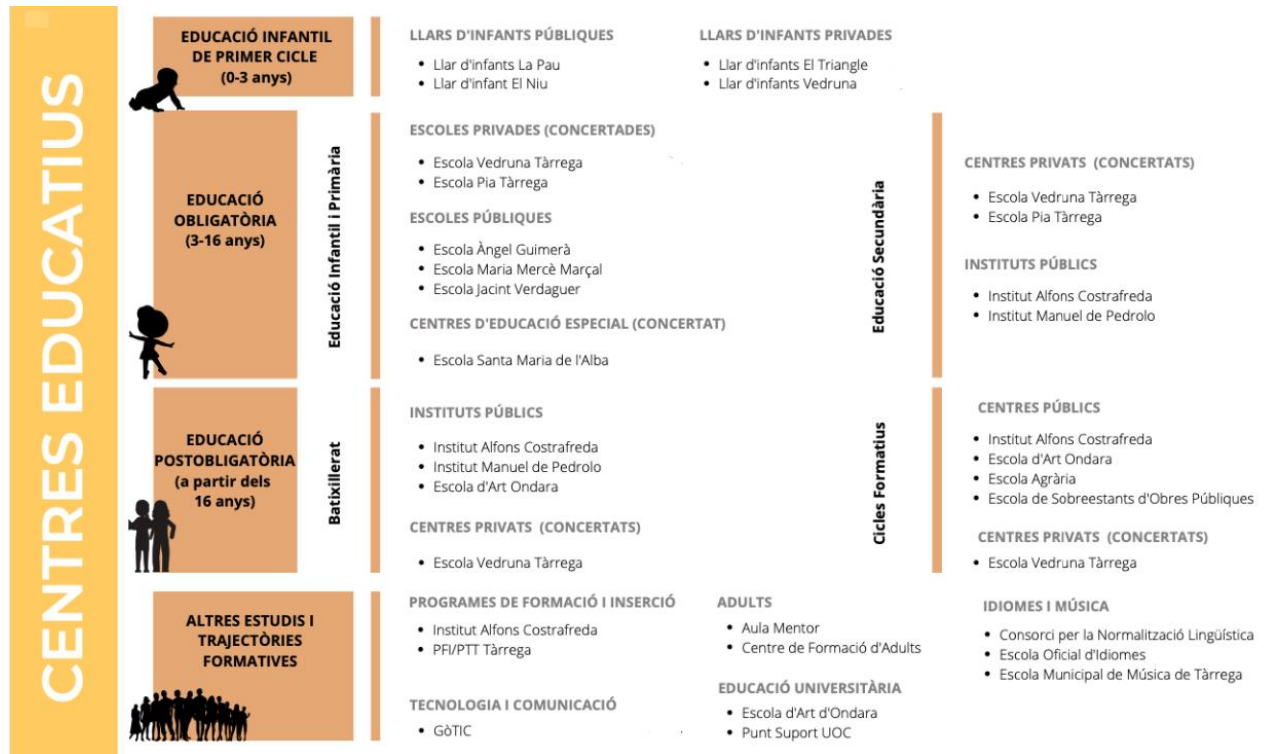 CENTRES EDUCATIUS
EDUCACIÓ INFANTIL
DE PRIMER CICLE
(0-3 anys)
LLARS D'INFANTS PÚBLIQUES
• Llar d'infants La Pau
• Llar d'infant El Niu
LLARS D'INFANTS PRIVADES
• Llar d'infants El Triangle
• Llar d'infants Vedruna
EDUCACIÓ
OBLIGATÒRIA
(3-16 anys)
Educació Infantil i Primària
ESCOLES PRIVADES (CONCERTADES)
• Escola Vedruna Tàrrega
• Escola Pia Tàrrega
ESCOLES PÚBLIQUES
• Escola Àngel Guimerà
• Escola Maria Mercè Marçal
• Escola Jacint Verdaguer
CENTRES D'EDUCACIÓ ESPECIAL (CONCERTAT)
• Escola Santa Maria de l'Alba
Educació Secundària
CENTRES PRIVATS (CONCERTATS)
• Escola Vedruna Tàrrega
• Escola Pia Tàrrega
INSTITUTS PÚBLICS
• Institut Alfons Costrafreda
• Institut Manuel de Pedrolo
EDUCACIÓ
POSTOBLIGATÒRIA
(a partir dels
16 anys)
Batixillerat
INSTITUTS PÚBLICS
• Institut Alfons Costrafreda
• Institut Manuel de Pedrolo
• Escola d'Art Ondara
CENTRES PRIVATS (CONCERTATS)
• Escola Vedruna Tàrrega
Cicles Formatius
CENTRES PÚBLICS
• Institut Alfons Costrafreda
• Escola d'Art Ondara
• Escola Agrària
• Escola de Sobreestants d'Obres Públiques
CENTRES PRIVATS (CONCERTATS)
• Escola Vedruna Tàrrega
ALTRES ESTUDIS I
TRAJECTÒRIES
FORMATIVES
PROGRAMES DE FORMACIÓ I INSERCIÓ
• Institut Alfons Costrafreda
• PFI/PTT Tàrrega
TECNOLOGIA I COMUNICACIÓ
• GòTIC
ADULTS
• Aula Mentor
• Centre de Formació d'Adults
EDUCACIÓ UNIVERSITÀRIA
• Escola d'Art d'Ondara
• Punt Suport UOC
IDIOMES I MÚSICA
• Consorci per la Normalització Lingüística
• Escola Oficial d'Idiomes
• Escola Municipal de Música de Tàrrega